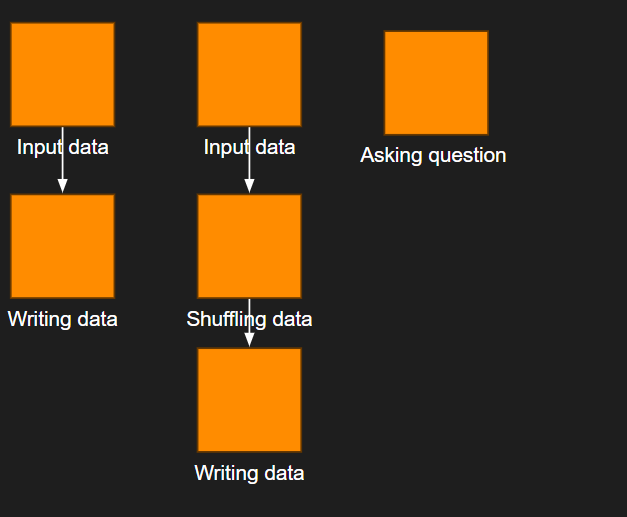 Input data
Input data
Asking question
Writing data
Shuffling data
Writing data